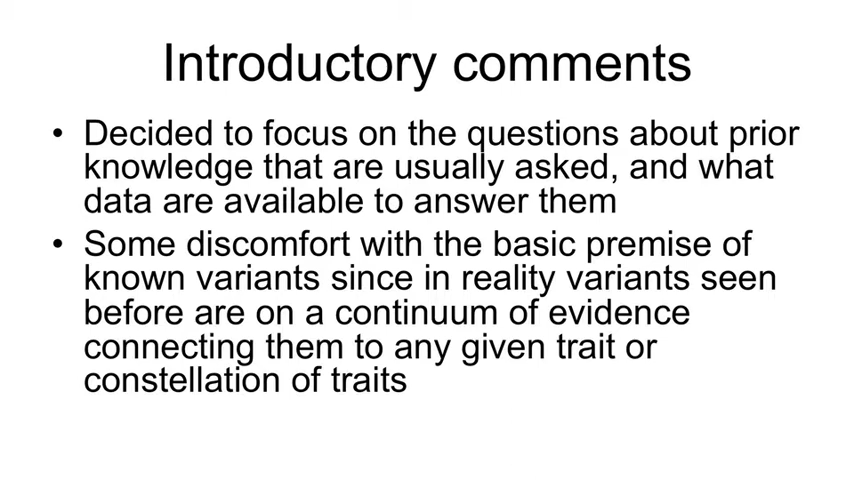 Introductory comments
• Decided to focus on the questions about prior
knowledge that are usually asked, and what
data are available to answer them
• Some discomfort with the basic premise of
known variants since in reality variants seen
before are on a continuum of evidence
connecting them to any given trait or
constellation of traits